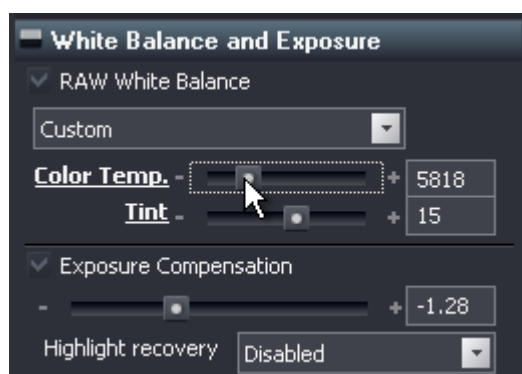 White Balance and Exposure
RAW White Balance
Custom
Color Temp. - + 5818
Tint - + 15
Exposure Compensation
- + -1.28
Highlight recovery Disabled